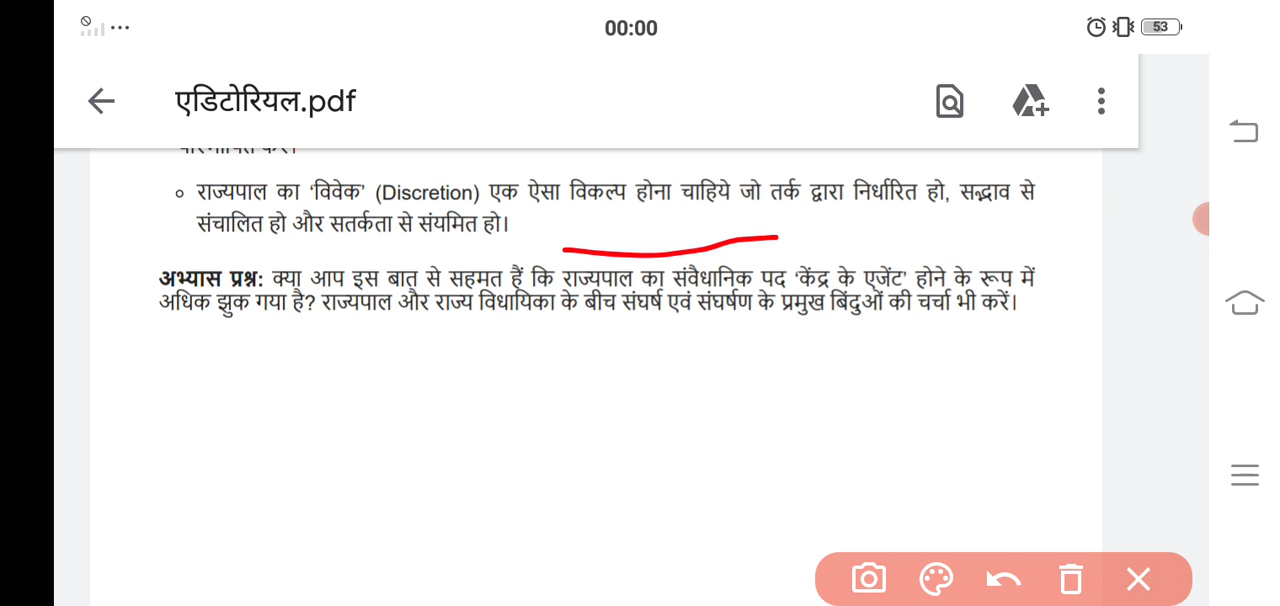 00:00
53
एडिटोरियल.pdf
राज्यपाल का ‘विवेक’ (Discretion) एक ऐसा विकल्प होना चाहिये जो तर्क द्वारा निर्धारित हो, सद्भाव से
संचालित हो और सतर्कता से संयमित हो।
अभ्यास प्रश्न: क्या आप इस बात से सहमत हैं कि राज्यपाल का संवैधानिक पद ‘केंद्र के एजेंट’ होने के रूप में
अधिक झुक गया है? राज्यपाल और राज्य विधायिका के बीच संघर्ष एवं संघर्षण के प्रमुख बिंदुओं की चर्चा भी करें।